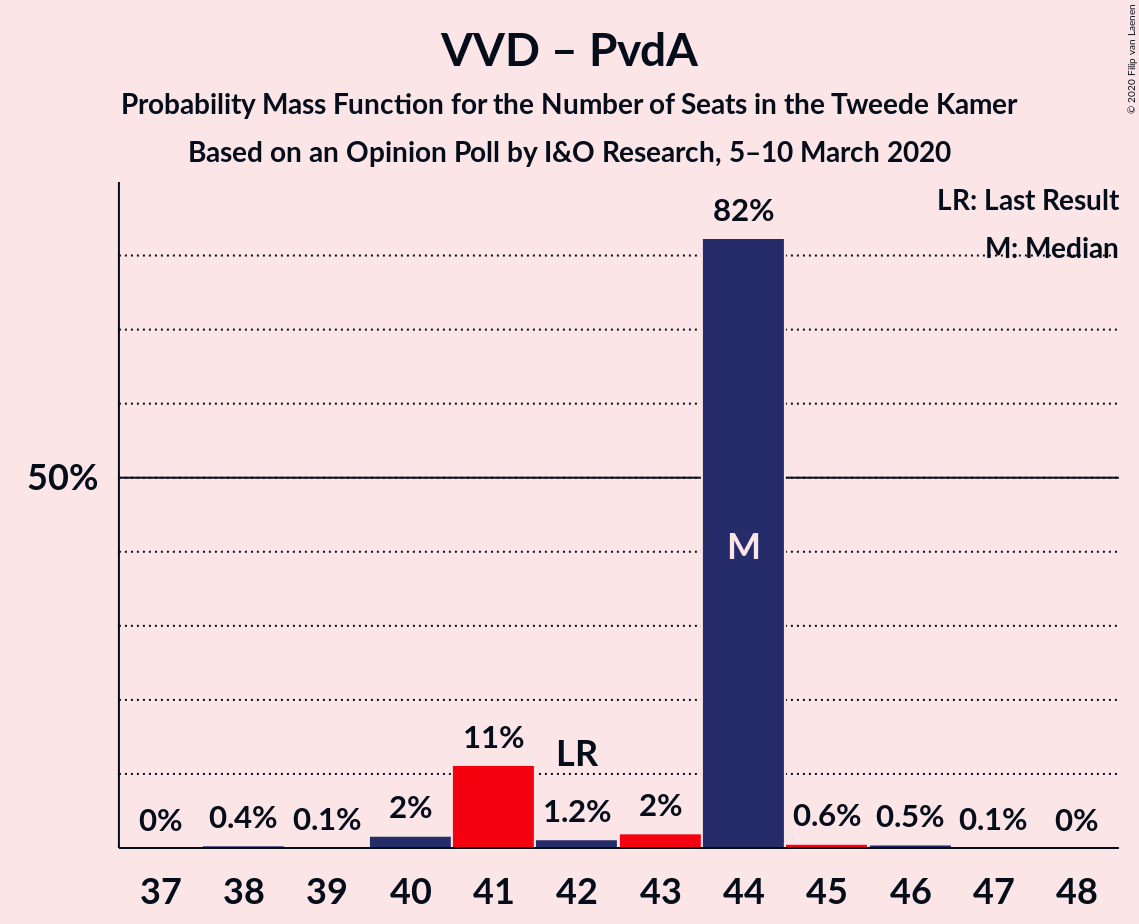 VVD – PvdA
Probability Mass Function for the Number of Seats in the Tweede Kamer
Based on an Opinion Poll by I&O Research, 5–10 March 2020
© 2020 Filip van Laenen
LR: Last Result
M: Median
82%
50%
M
11%
LR
0%
0.4%
0.1%
2%
1.2%
2%
0.6%
0.5%
0.1%
0%
37 38 39 40 41 42 43 44 45 46 47 48